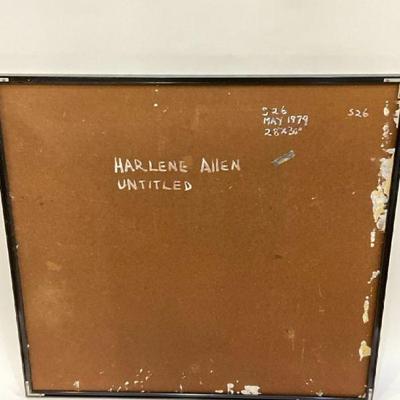 S26
MAY 1979
28"x30"
S26
HARLENE AllEN
UNTITLED